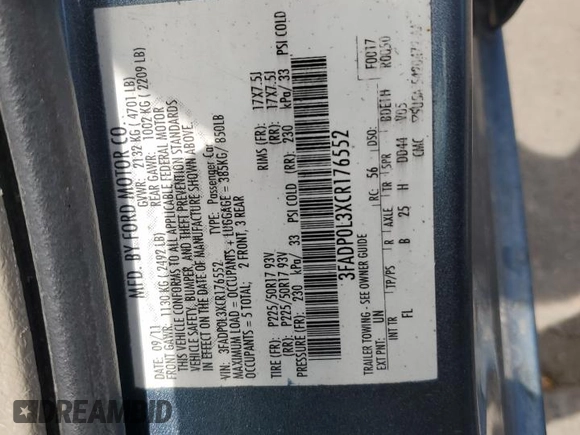 MFD. BY FORD MOTOR CO.
09/11 GVWR: 2132 KG ( 4701 LB)
FRONT GAWR: 1130 KG ( 2492 LB) REAR GAWR: 1002 KG ( 2209 LB)
THIS VEHICLE CONFORMS TO ALL APPLICABLE FEDERAL MOTOR
VEHICLE SAFETY, BUMPER, AND THEFT PREVENTION STANDARDS
IN EFFECT ON THE DATE OF MANUFACTURE SHOWN ABOVE.
VIN: 3FADP0L3XCR176552 TYPE: Passenger Car
MAXIMUM LOAD = OCCUPANTS + LUGGAGE = 385KG/ 850LB
OCCUPANTS = 5 TOTAL; 2 FRONT, 3 REAR
TIRE (FR): P225/50R17 93V RIMS (FR): 17X7.5J
TIRE (RR): P225/50R17 93V (RR): 17X7.5J
PRESSURE (FR): 230 kPa/ 33 PSI COLD (RR): 230 kPa/ 33 PSI COLD
3FADP0L3XCR176552
TRAILER TOWING - SEE OWNER GUIDE
F0017
EXT PNT: RC: 56 DSO: R0050
INT TR TP/PS R AXLE TR SPR
FL B 25 H DD44
CMC
DREAMBID